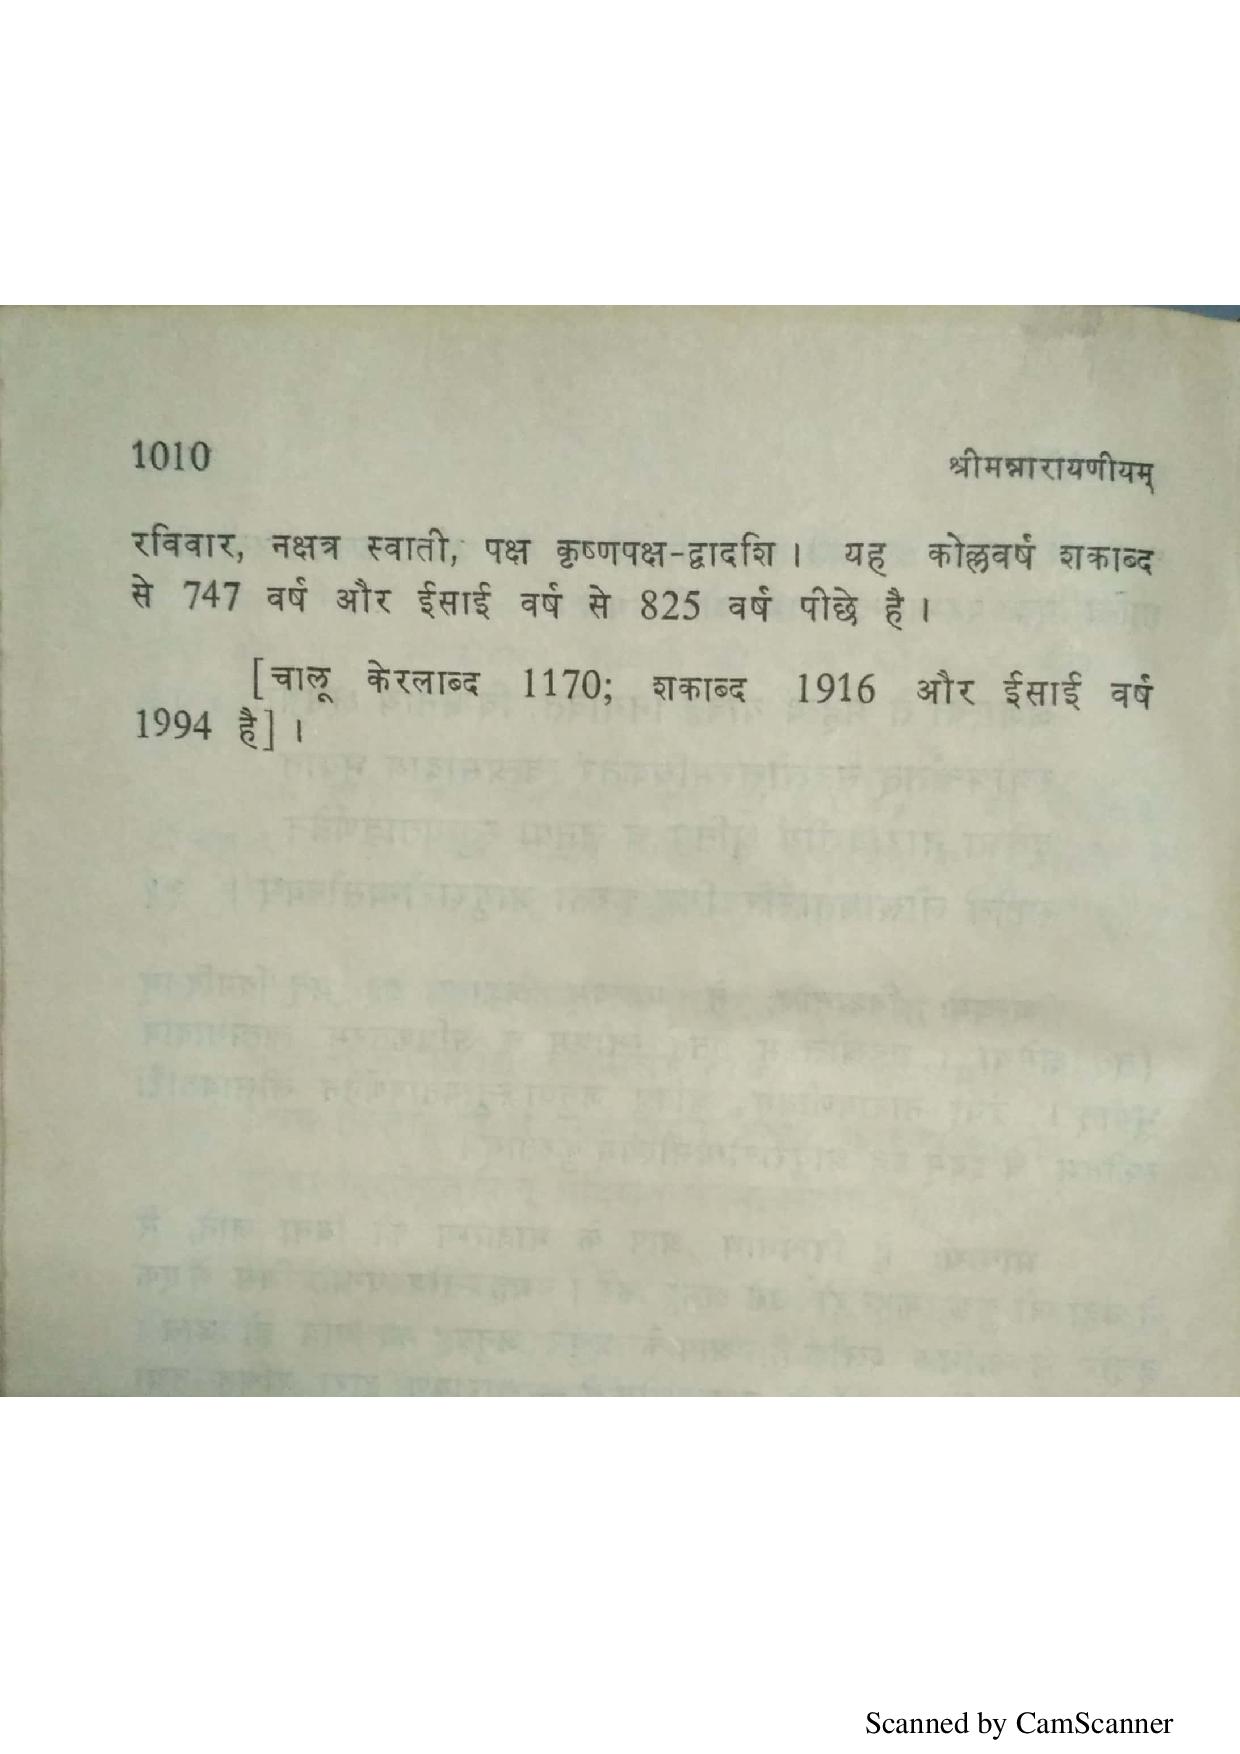 1010
श्रीमन्नारायणीयम्
रविवार, नक्षत्र स्वाती, पक्ष कृष्णपक्ष-द्वादशि । यह कोल्लवर्ष शकाब्द
से 747 वर्ष और ईसाई वर्ष से 825 वर्ष पीछे है ।
[चालू केरलाब्द 1170; शकाब्द 1916 और ईसाई वर्ष
1994 है] ।
Scanned by CamScanner